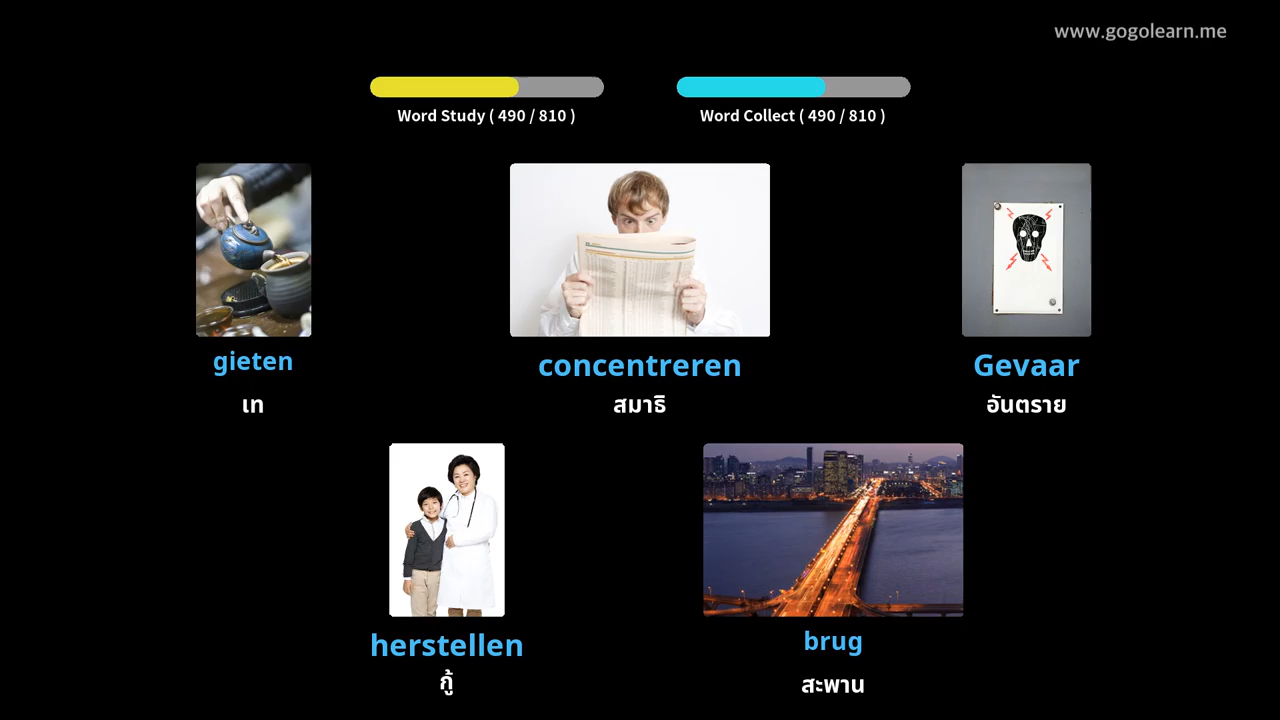 www.gogolearn.me
Word Study ( 490 / 810 )
Word Collect ( 490 / 810 )
gieten
เท
concentreren
สมาธิ
Gevaar
อันตราย
herstellen
กู้
brug
สะพาน